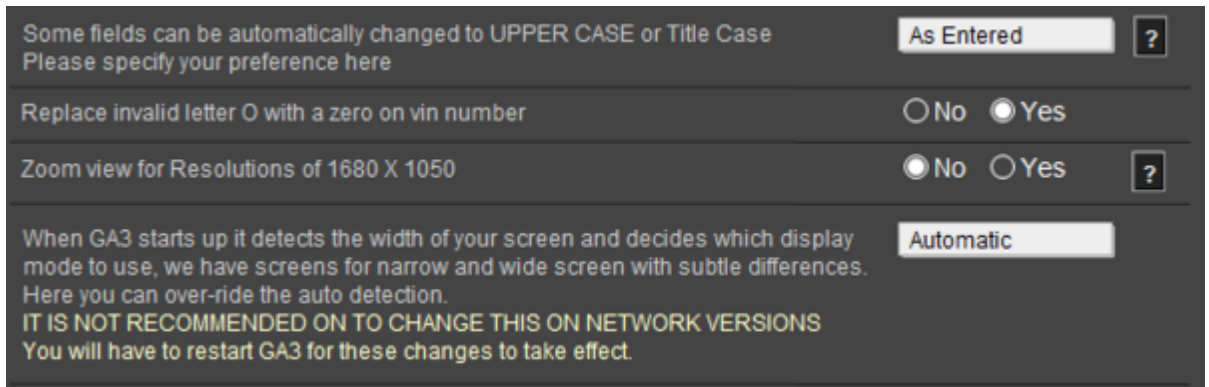 Some fields can be automatically changed to UPPER CASE or Title Case
Please specify your preference here
As Entered
?
Replace invalid letter O with a zero on vin number
No Yes
Zoom view for Resolutions of 1680 X 1050
No Yes
?
When GA3 starts up it detects the width of your screen and decides which display
mode to use, we have screens for narrow and wide screen with subtle differences.
Here you can over-ride the auto detection.
IT IS NOT RECOMMENDED ON TO CHANGE THIS ON NETWORK VERSIONS
You will have to restart GA3 for these changes to take effect.
Automatic